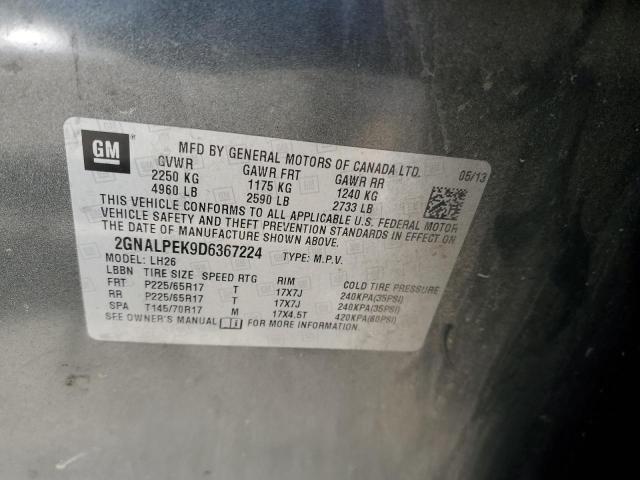 GM
MFD BY GENERAL MOTORS OF CANADA LTD.
GVWR GAWR FRT GAWR RR 05/13
2250 KG 1175 KG 1240 KG
4960 LB 2590 LB 2733 LB
THIS VEHICLE CONFORMS TO ALL APPLICABLE U.S. FEDERAL MOTOR
VEHICLE SAFETY AND THEFT PREVENTION STANDARDS IN EFFECT ON
THE DATE OF MANUFACTURE SHOWN ABOVE.
2GNALPEK9D6367224 TYPE: M.P.V.
MODEL: LH26
LBBN TIRE SIZE SPEED RTG RIM COLD TIRE PRESSURE
FRT P225/65R17 T 17X7J 240KPA(35PSI)
RR P225/65R17 T 17X7J 240KPA(35PSI)
SPA T145/70R17 M 17X4.5T 420KPA(60PSI)
SEE OWNER'S MANUAL FOR MORE INFORMATION.